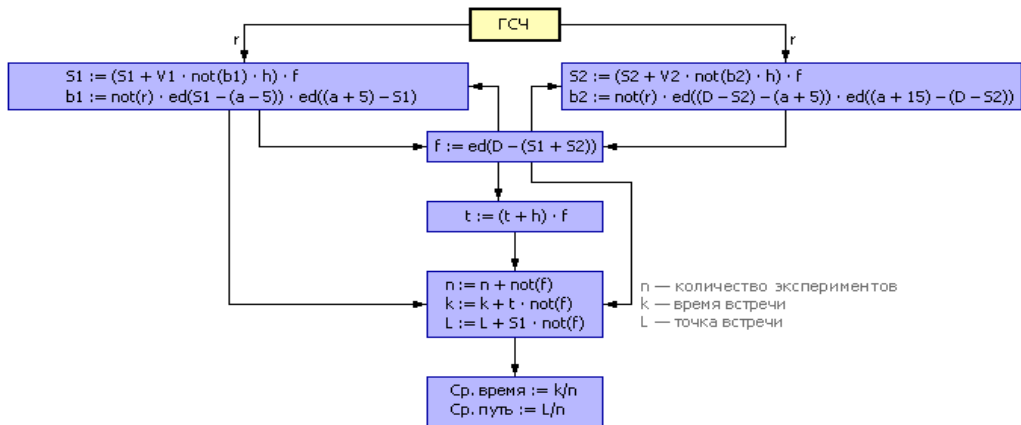 ГСЧ
r
r
S1 := (S1 + V1 · not(b1) · h) · f
b1 := not(r) · ed(S1 − (a − 5)) · ed((a + 5) − S1)
S2 := (S2 + V2 · not(b2) · h) · f
b2 := not(r) · ed((D − S2) − (a + 5)) · ed((a + 15) − (D − S2))
f := ed(D − (S1 + S2))
t := (t + h) · f
n := n + not(f)
k := k + t · not(f)
L := L + S1 · not(f)
n — количество экспериментов
k — время встречи
L — точка встречи
Ср. время := k/n
Ср. путь := L/n